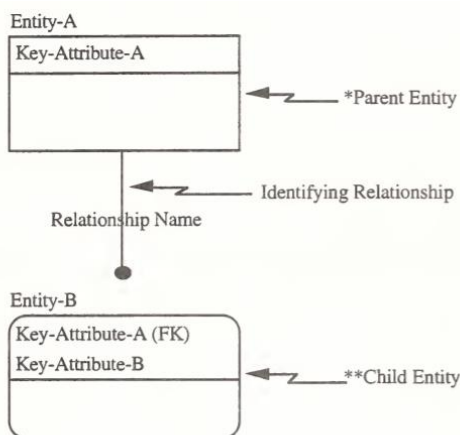 Entity-A
Key-Attribute-A
*Parent Entity
Identifying Relationship
Relationship Name
Entity-B
Key-Attribute-A (FK)
Key-Attribute-B
**Child Entity